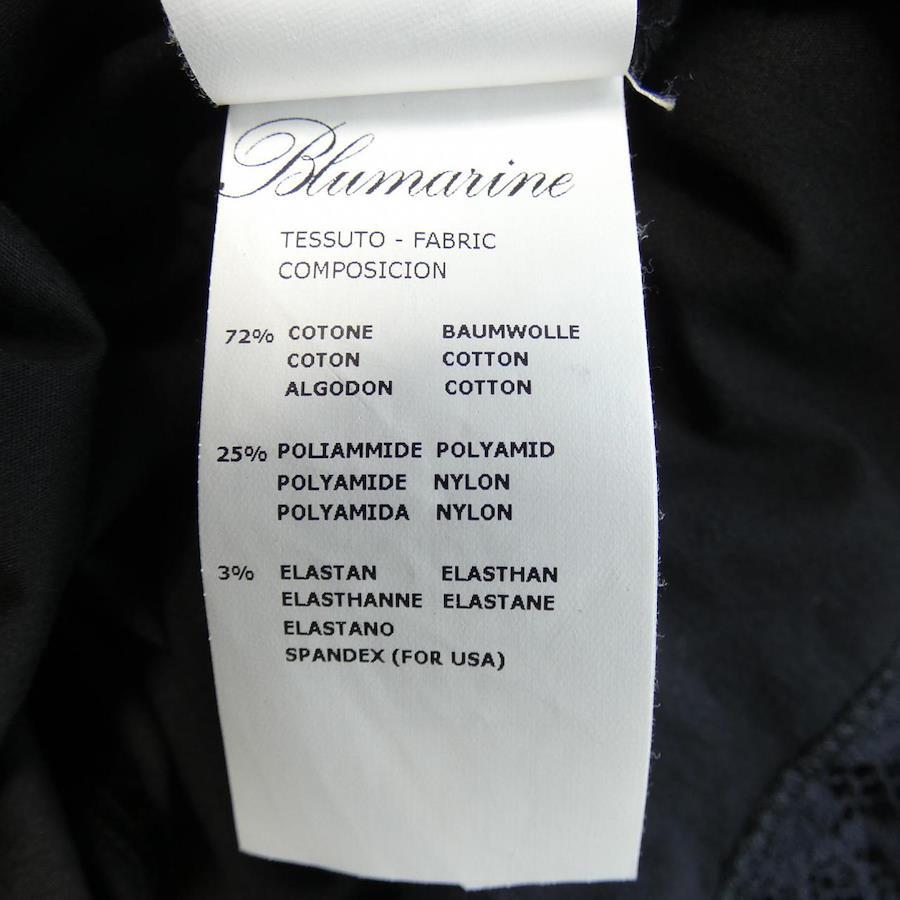 Blumarine
TESSUTO - FABRIC
COMPOSICION
72% COTONE BAUMWOLLE
COTON COTTON
ALGODON COTTON
25% POLIAMMIDE POLYAMID
POLYAMIDE NYLON
POLYAMIDA NYLON
3% ELASTAN ELASTHAN
ELASTHANNE ELASTANE
ELASTANO
SPANDEX (FOR USA)